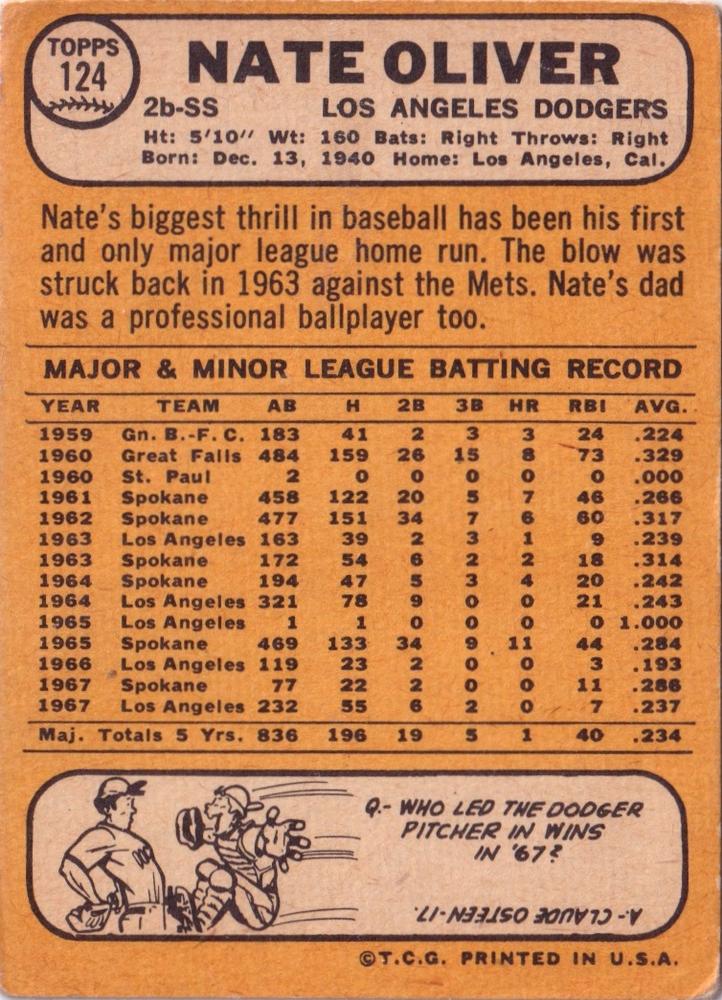 TOPPS
124
NATE OLIVER
2b-SS LOS ANGELES DODGERS
Ht: 5'10" Wt: 160 Bats: Right Throws: Right
Born: Dec. 13, 1940 Home: Los Angeles, Cal.
Nate's biggest thrill in baseball has been his first
and only major league home run. The blow was
struck back in 1963 against the Mets. Nate's dad
was a professional ballplayer too.
MAJOR & MINOR LEAGUE BATTING RECORD
YEAR TEAM AB H 2B 3B HR RBI AVG.
1959 Gn. B.-F.C. 183 41 2 3 3 24 .224
1960 Great Falls 484 159 26 15 8 73 .329
1960 St. Paul 2 0 0 0 0 0 .000
1961 Spokane 458 122 20 5 7 46 .266
1962 Spokane 477 151 34 7 6 60 .317
1963 Los Angeles 163 39 2 3 1 9 .239
1963 Spokane 172 54 6 2 2 18 .314
1964 Spokane 194 47 5 3 4 20 .242
1964 Los Angeles 321 78 9 0 0 21 .243
1965 Los Angeles 1 1 0 0 0 0 1.000
1965 Spokane 469 133 34 9 11 44 .284
1966 Los Angeles 119 23 2 0 0 3 .193
1967 Spokane 77 22 2 0 0 11 .286
1967 Los Angeles 232 55 6 2 0 7 .237
Maj. Totals 5 Yrs. 836 196 19 5 1 40 .234
Q.- WHO LED THE DODGER
PITCHER IN WINS
IN '67?
A.- CLAUDE OSTEEN-17.
©T.C.G. PRINTED IN U.S.A.